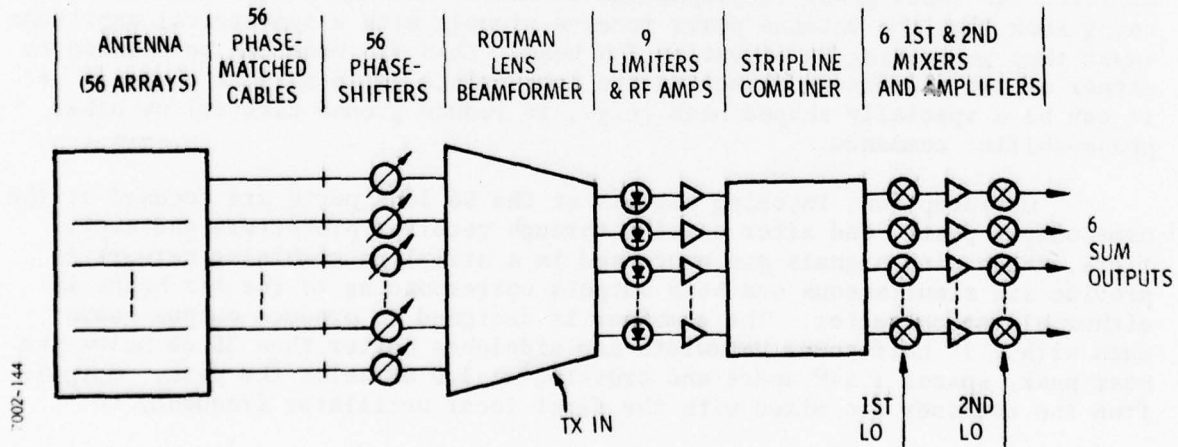 ANTENNA
(56 ARRAYS)
56
PHASE-
MATCHED
CABLES
56
PHASE-
SHIFTERS
ROTMAN
LENS
BEAMFORMER
9
LIMITERS
& RF AMPS
STRIPLINE
COMBINER
6 1ST & 2ND
MIXERS
AND AMPLIFIERS
6
SUM
OUTPUTS
TX IN
1ST
LO
2ND
LO
7002-144